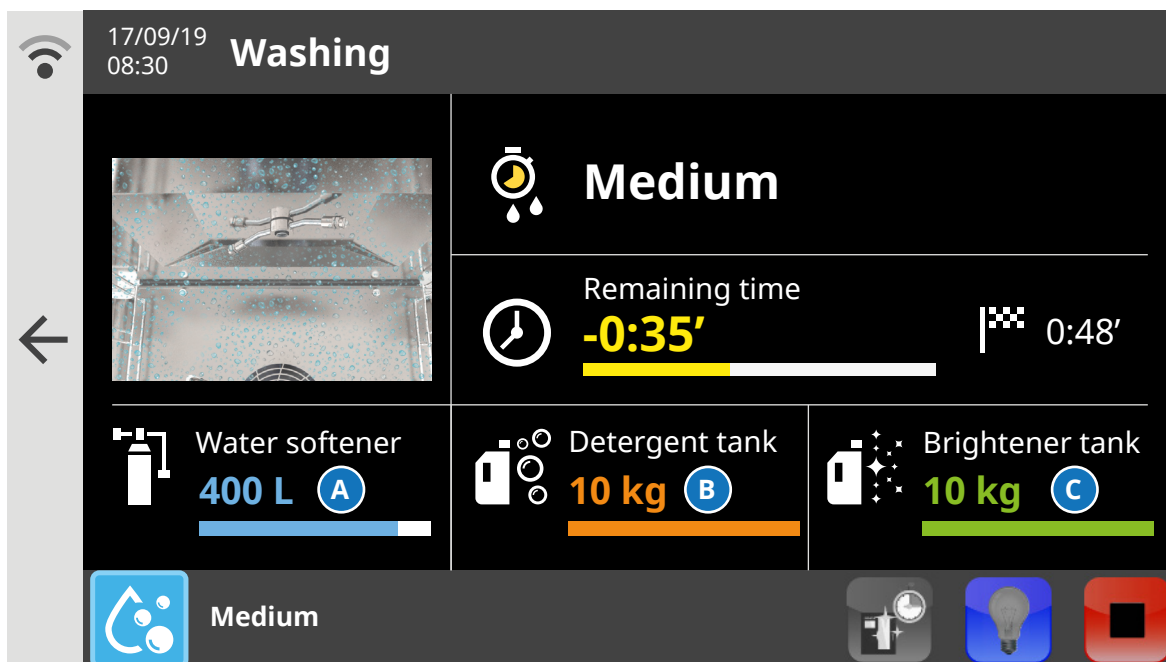 17/09/19
08:30
Washing
Medium
Remaining time
-0:35’
0:48’
Water softener
400 L
A
Detergent tank
10 kg
B
Brightener tank
10 kg
C
Medium